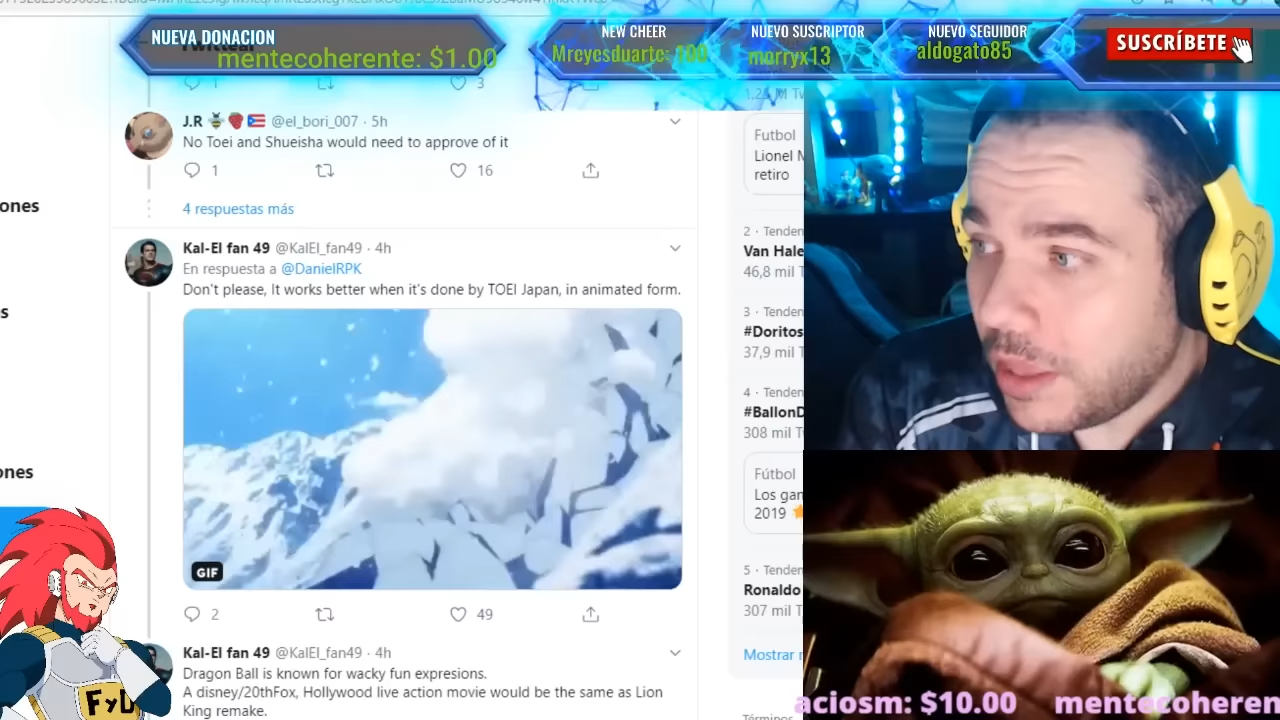 NUEVA DONACION
mentecoherente: $1.00
NEW CHEER
Mreyesduarte: 100
NUEVO SUSCRIPTOR
morryx13
NUEVO SEGUIDOR
aldogato85
SUSCRÍBETE
1
3
J.R @el_bori_007 · 5h
No Toei and Shueisha would need to approve of it
1
16
4 respuestas más
Kal-El fan 49 @KalEl_fan49 · 4h
En respuesta a @DanielRPK
Don't please, It works better when it's done by TOEI Japan, in animated form.
GIF
2
49
Kal-El fan 49 @KalEl_fan49 · 4h
Dragon Ball is known for wacky fun expresions.
A disney/20thFox, Hollywood live action movie would be the same as Lion
King remake.
ones
s
ones
Futbol
Lionel M
retiro
2 · Tenden
Van Hale
46,8 mil T
3 · Tenden
#Doritos
37,9 mil T
4 · Tenden
#BallonD
308 mil T
Fútbol
Los gan
2019
5 · Tenden
Ronaldo
307 mil T
Mostrar
Términos
FyD
aciosm: $10.00 mentecoheren